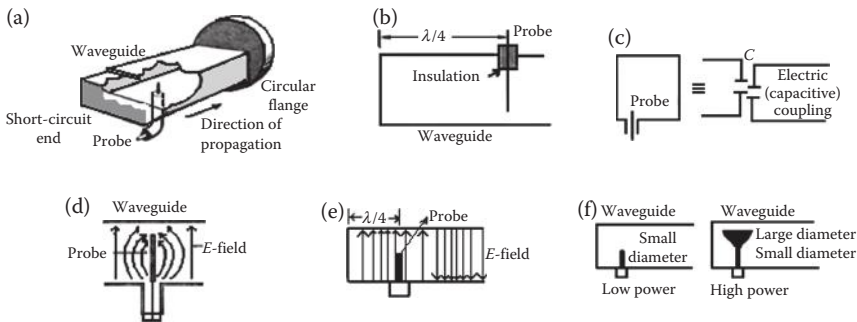 (a)
Waveguide
Short-circuit
end
Probe
Circular
flange
Direction of
propagation
(b)
λ/4
Probe
Insulation
Waveguide
(c)
Probe
≡
C
Electric
(capacitive)
coupling
(d)
Waveguide
Probe
E-field
(e)
λ/4
Probe
E-field
(f)
Waveguide
Small
diameter
Low power
Waveguide
Large diameter
Small diameter
High power